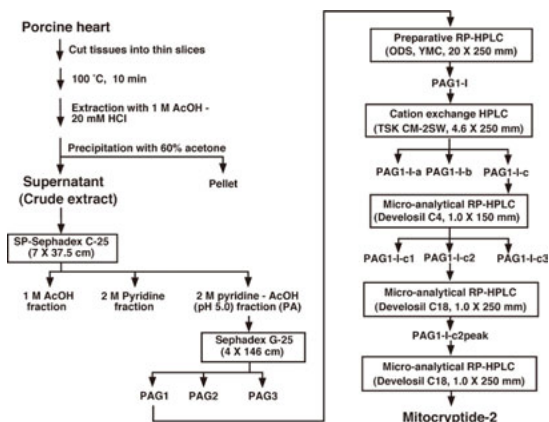 Porcine heart
Cut tissues into thin slices
100 °C, 10 min
Extraction with 1 M AcOH -
20 mM HCl
Precipitation with 60% acetone
Supernatant
(Crude extract)
Pellet
SP-Sephadex C-25
(7 X 37.5 cm)
1 M AcOH
fraction
2 M Pyridine
fraction
2 M pyridine - AcOH
(pH 5.0) fraction (PA)
Sephadex G-25
(4 X 146 cm)
PAG1 PAG2 PAG3
Preparative RP-HPLC
(ODS, YMC, 20 X 250 mm)
PAG1-I
Cation exchange HPLC
(TSK CM-2SW, 4.6 X 250 mm)
PAG1-I-a PAG1-I-b PAG1-I-c
Micro-analytical RP-HPLC
(Develosil C4, 1.0 X 150 mm)
PAG1-I-c1 PAG1-I-c2 PAG1-I-c3
Micro-analytical RP-HPLC
(Develosil C18, 1.0 X 250 mm)
PAG1-I-c2peak
Micro-analytical RP-HPLC
(Develosil C18, 1.0 X 250 mm)
Mitocryptide-2